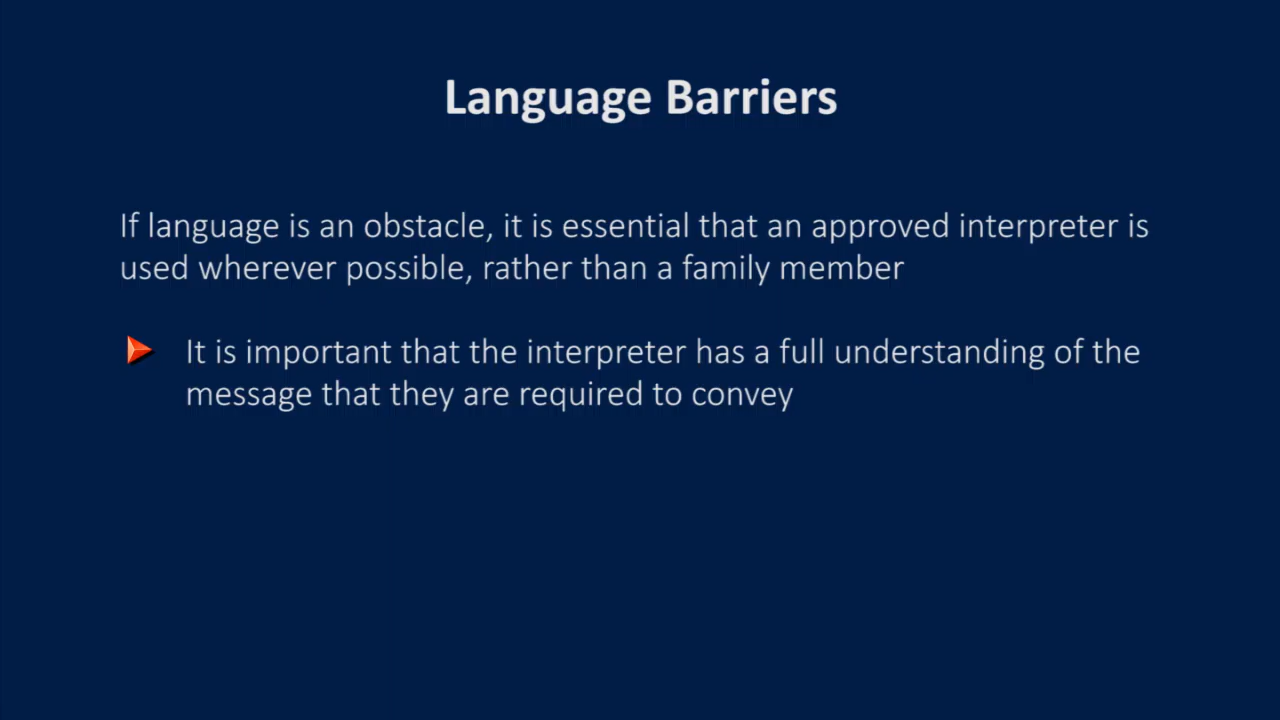 Language Barriers
If language is an obstacle, it is essential that an approved interpreter is
used wherever possible, rather than a family member
It is important that the interpreter has a full understanding of the
message that they are required to convey